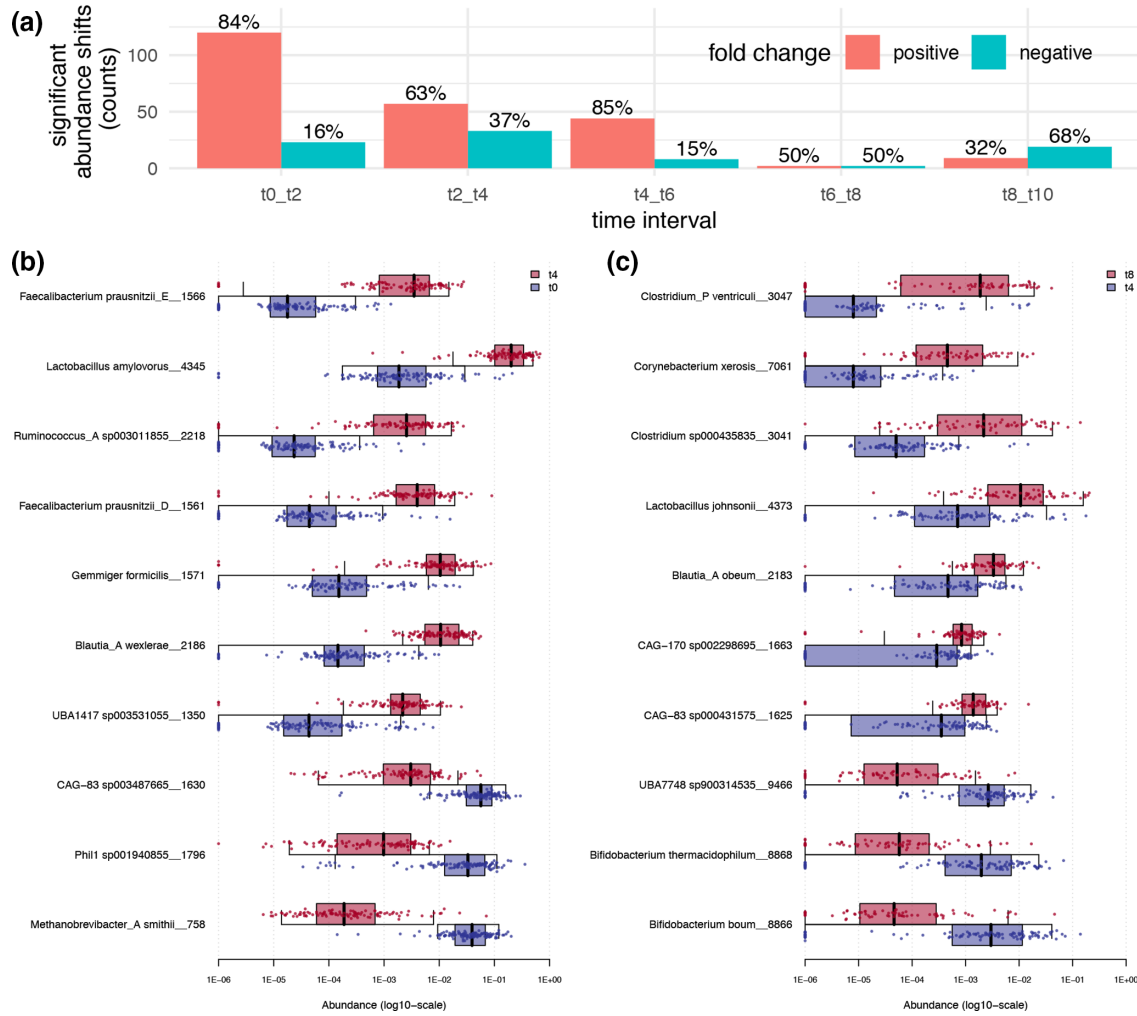 (a)
significant
abundance shifts
(counts)
100
50
0
84%
16%
63%
37%
85%
15%
50%
50%
32%
68%
fold change positive negative
t0_t2 t2_t4 t4_t6 t6_t8 t8_t10
time interval
(b)
t4
t0
Faecalibacterium prausnitzii_E__1566
Lactobacillus amylovorus__4345
Ruminococcus_A sp003011855__2218
Faecalibacterium prausnitzii_D__1561
Gemmiger formicilis__1571
Blautia_A wexlerae__2186
UBA1417 sp003531055__1350
CAG-83 sp003487665__1630
Phil1 sp001940855__1796
Methanobrevibacter_A smithii__758
1E-06 1E-05 1E-04 1E-03 1E-02 1E-01 1E+00
Abundance (log10-scale)
(c)
t8
t4
Clostridium_P ventriculi__3047
Corynebacterium xerosis__7061
Clostridium sp000435835__3041
Lactobacillus johnsonii__4373
Blautia_A obeum__2183
CAG-170 sp002298695__1663
CAG-83 sp000431575__1625
UBA7748 sp900314535__9466
Bifidobacterium thermacidophilum__8868
Bifidobacterium boum__8866
1E-06 1E-05 1E-04 1E-03 1E-02 1E-01 1E+00
Abundance (log10-scale)